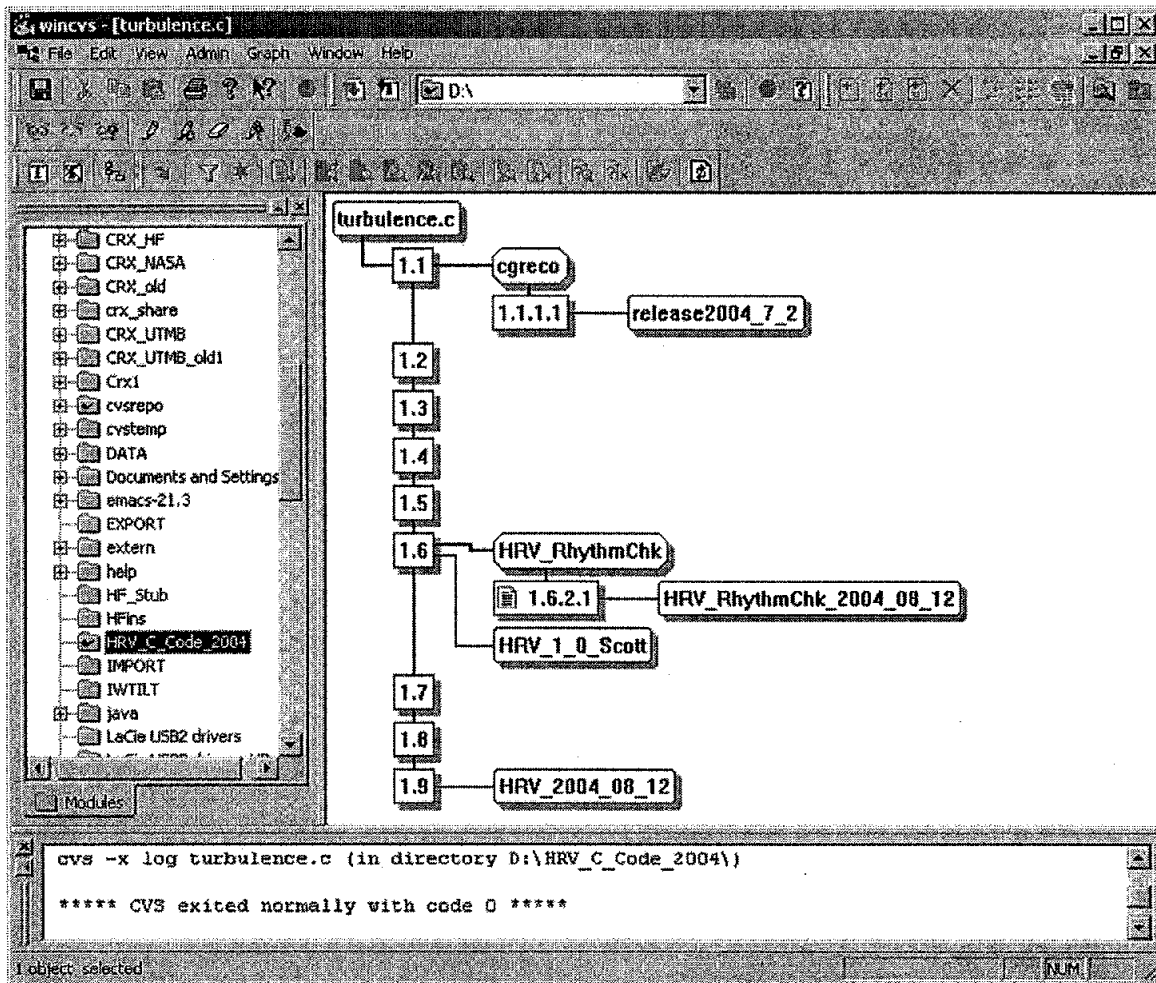 wincvs - [turbulence.c]
File Edit View Admin Graph Window Help
D:\
CRX_HF
CRX_NASA
CRX_old
crx_share
CRX_UTMB
CRX_UTMB_old1
Crx1
cvsrepo
cvstemp
DATA
Documents and Settings
emacs-21.3
EXPORT
extern
help
HF_Stub
HFins
HRV_C_Code_2004
IMPORT
IWTILT
java
LaCie USB2 drivers
Modules
turbulence.c
1.1
cgreco
1.1.1.1
release2004_7_2
1.2
1.3
1.4
1.5
1.6
HRV_RhythmChk
1.6.2.1
HRV_RhythmChk_2004_08_12
HRV_1_0_Scott
1.7
1.8
1.9
HRV_2004_08_12
cvs -x log turbulence.c (in directory D:\HRV_C_Code_2004\)
***** CVS exited normally with code 0 *****
1 object selected
NUM